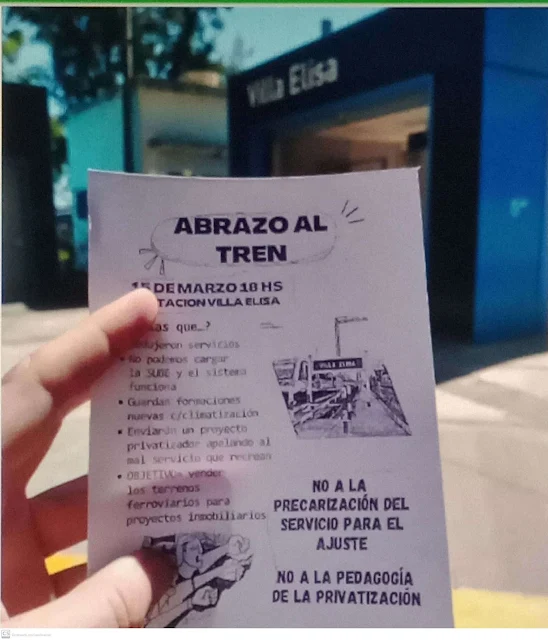 Villa Elisa
ABRAZO AL
TREN
15 DE MARZO 18 HS
TACION VILLA ELISA
as que…?
dujeron servicios
• No podemos cargar
la SUBE y el sistema
funciona
• Guardan formaciones
nuevas c/climatización
• Enviarán un proyecto
privatizador apelando al
mal servicio que recrean
• OBJETIVO: vender
los terrenos
ferroviarios para
proyectos inmobiliarios
VILLA ELISA
NO A LA
PRECARIZACIÓN DEL
SERVICIO PARA EL
AJUSTE
NO A LA PEDAGOGÍA
DE LA PRIVATIZACIÓN